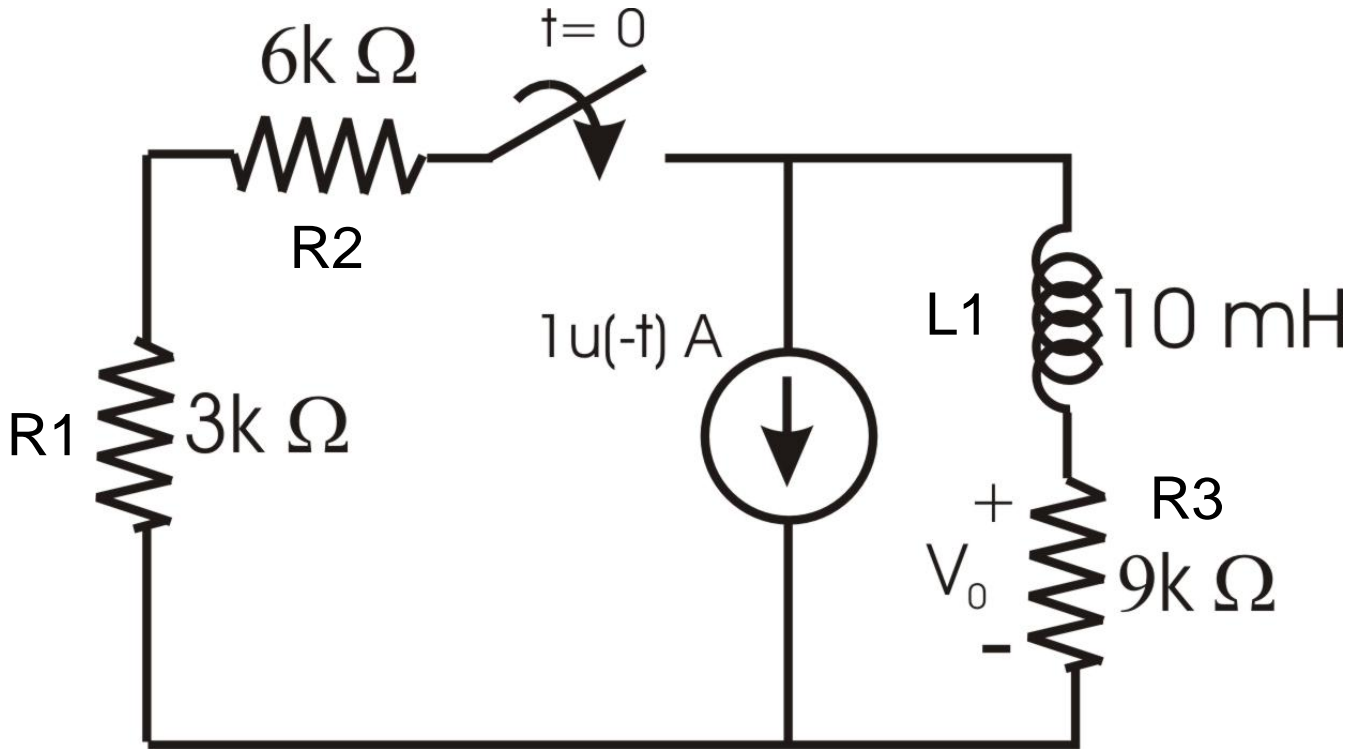 t= 0
6k Ω
R2
1u(-t) A
L1
10 mH
R1
3k Ω
+
R3
V₀
9k Ω
-